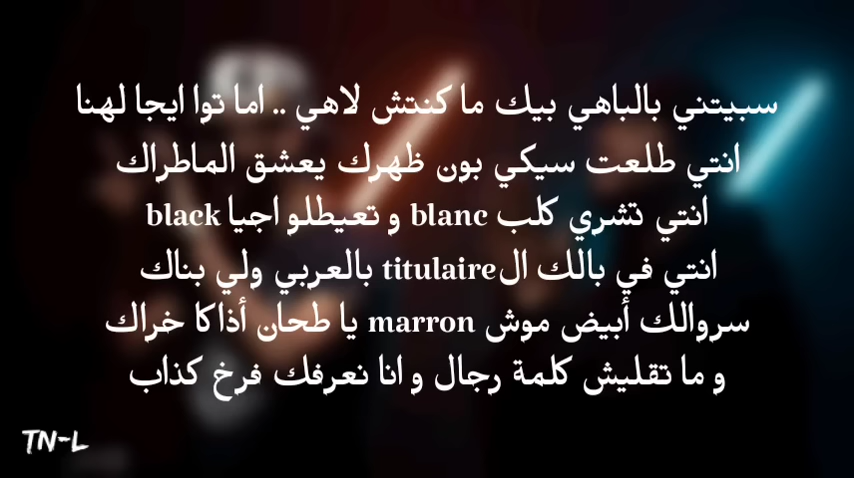 سبيتني بالباهي بيك ما كنتش لاهي .. اما توا ايجا لهنا
انتي طلعت سيكي بون ظهرك يعشق الماطراك
انتي تشري كلب blanc و تعيطلو اجيا black
انتي في بالك ال titulaire بالعربي ولي بناك
سروالك أبيض موش marron يا طحان أذاكا خراك
و ما تقليش كلمة رجال و انا نعرفك فرخ كذاب
TN-L